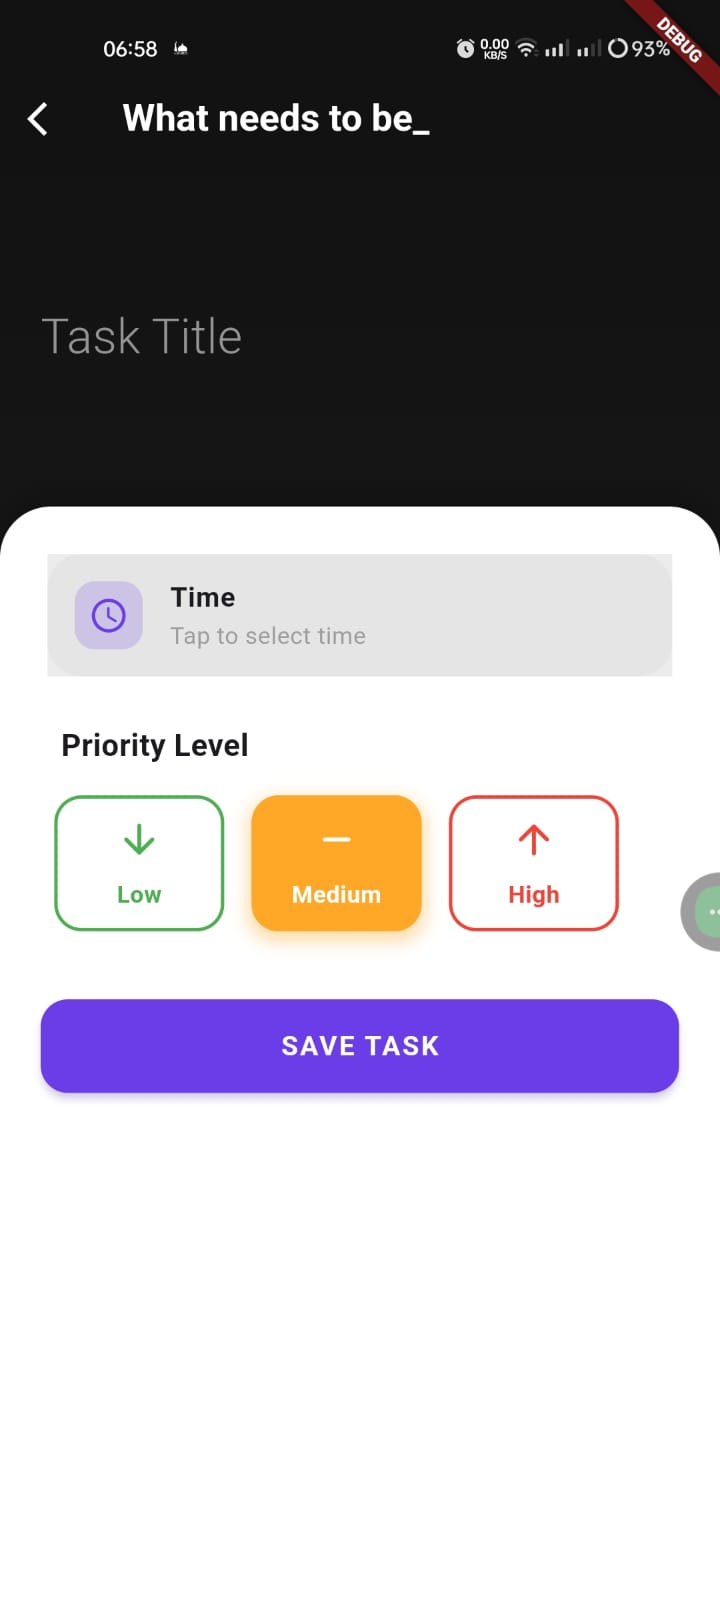 06:58
0.00
KB/S
93%
DEBUG
What needs to be_
Task Title
Time
Tap to select time
Priority Level
Low
Medium
High
SAVE TASK